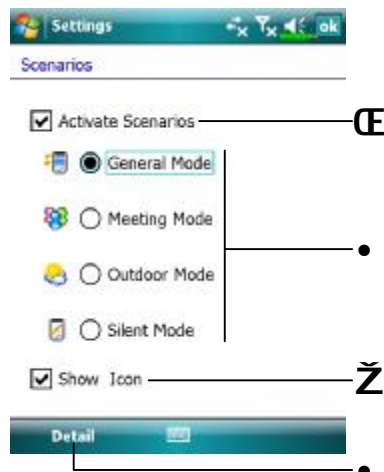 Settings ok
Scenarios
Activate Scenarios Œ
General Mode
Meeting Mode
•
Outdoor Mode
Silent Mode
Show Icon Ž
Detail
•